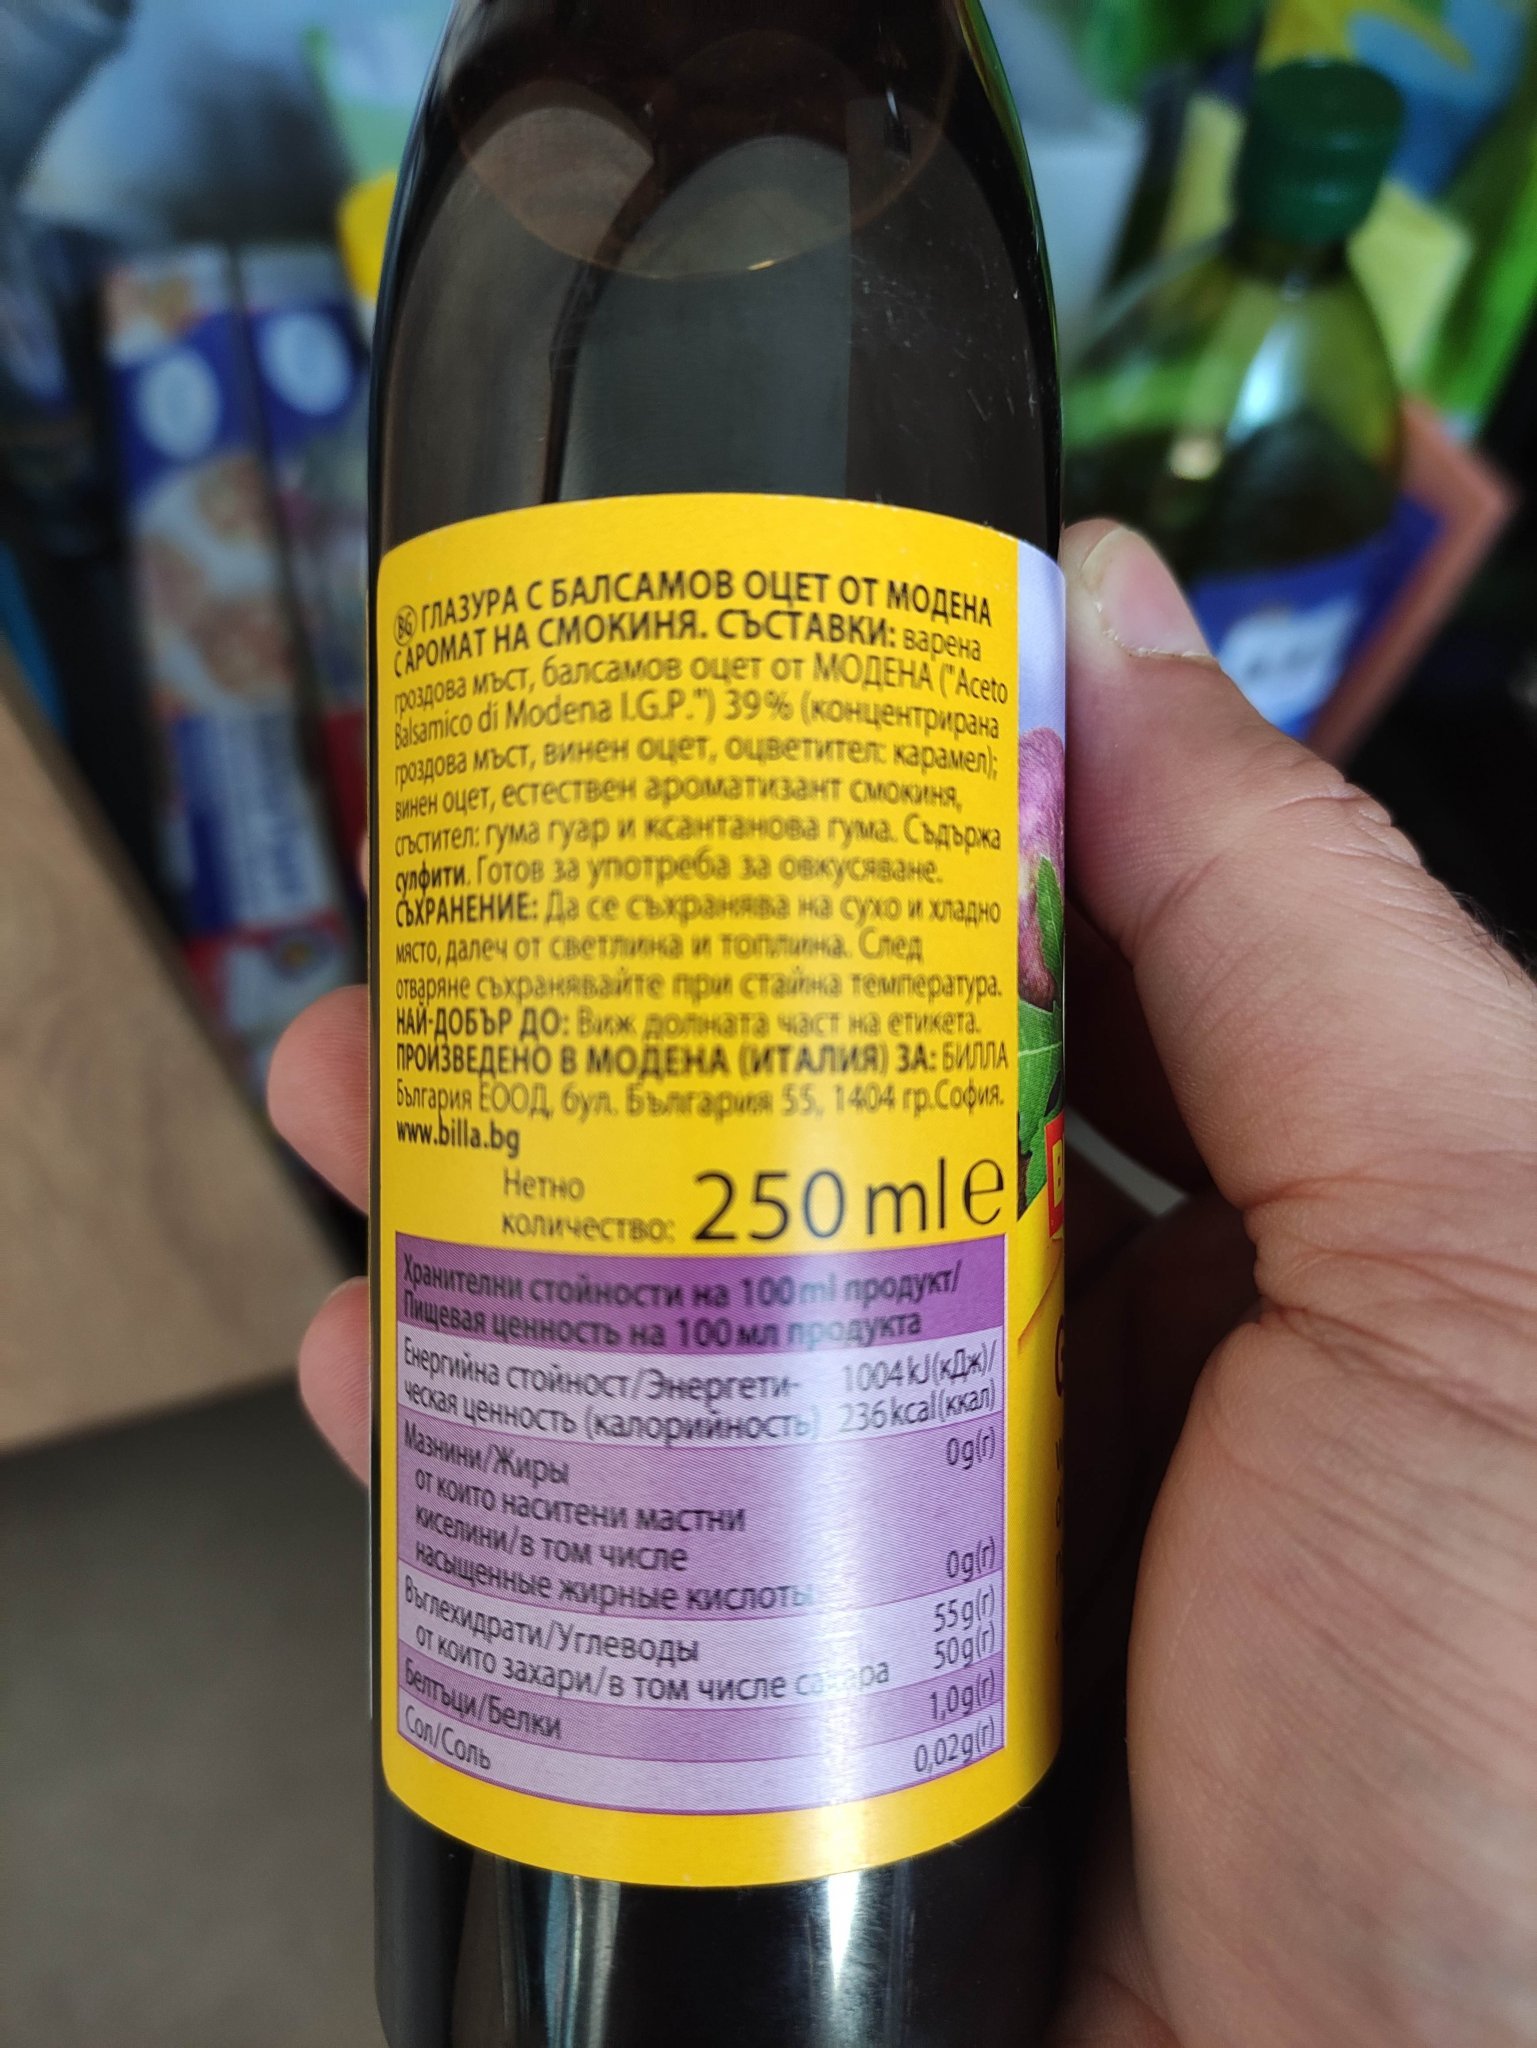 BG ГЛАЗУРА С БАЛСАМОВ ОЦЕТ ОТ МОДЕНА
С АРОМАТ НА СМОКИНЯ. СЪСТАВКИ: варена
гроздова мъст, балсамов оцет от МОДЕНА ("Aceto
Balsamico di Modena I.G.P.") 39% (концентрирана
гроздова мъст, винен оцет, оцветител: карамел);
винен оцет, естествен ароматизант смокиня,
сгъстител: гума гуар и ксантанова гума. Съдържа
сулфити. Готов за употреба за овкусяване.
СЪХРАНЕНИЕ: Да се съхранява на сухо и хладно
място, далеч от светлина и топлина. След
отваряне съхранявайте при стайна температура.
НАЙ-ДОБЪР ДО: Виж долната част на етикета.
ПРОИЗВЕДЕНО В МОДЕНА (ИТАЛИЯ) ЗА: БИЛЛА
България ЕООД, бул. България 55, 1404 гр.София.
www.billa.bg
Нетно
количество: 250 ml e
Хранителни стойности на 100ml продукт/
Пищевая ценность на 100 мл продукта
Енергийна стойност/Энергети- 1004 kJ(кДж)/
ческая ценность (калорийность) 236 kcal(ккал)
Мазнини/Жиры 0g(г)
от които наситени мастни
киселини/в том числе
насыщенные жирные кислоты 0g(г)
Въглехидрати/Углеводы 55g(г)
от които захари/в том числе сахара 50g(г)
Белтъци/Белки 1,0g(г)
Сол/Соль 0,02g(г)